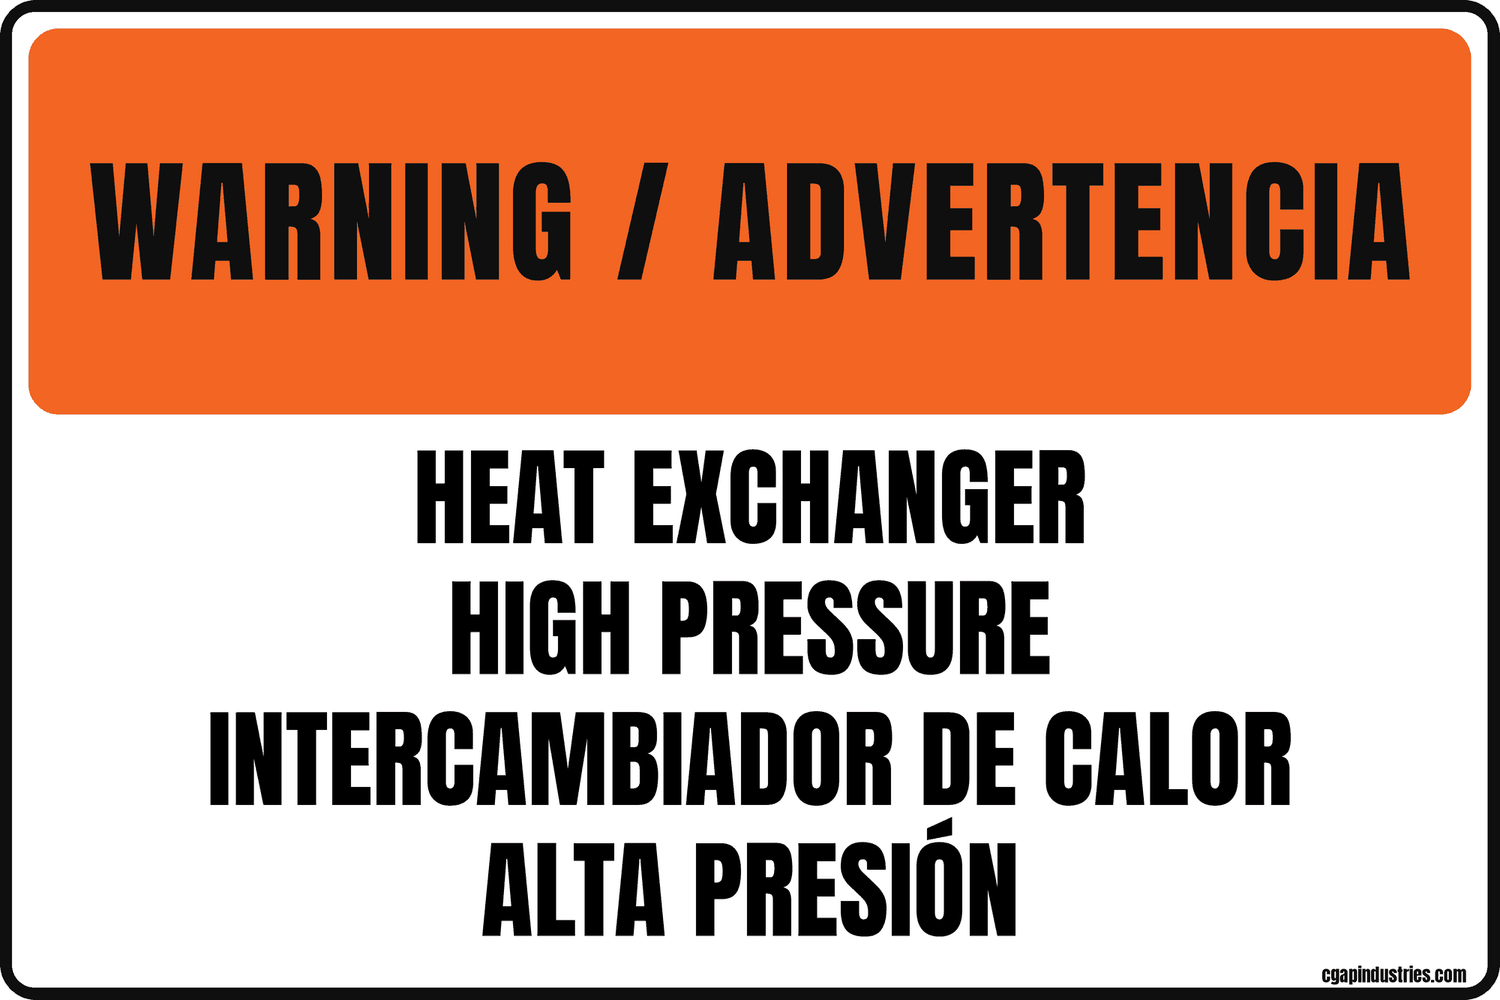 WARNING / ADVERTENCIA
HEAT EXCHANGER
HIGH PRESSURE
INTERCAMBIADOR DE CALOR
ALTA PRESIÓN
cgapindustries.com